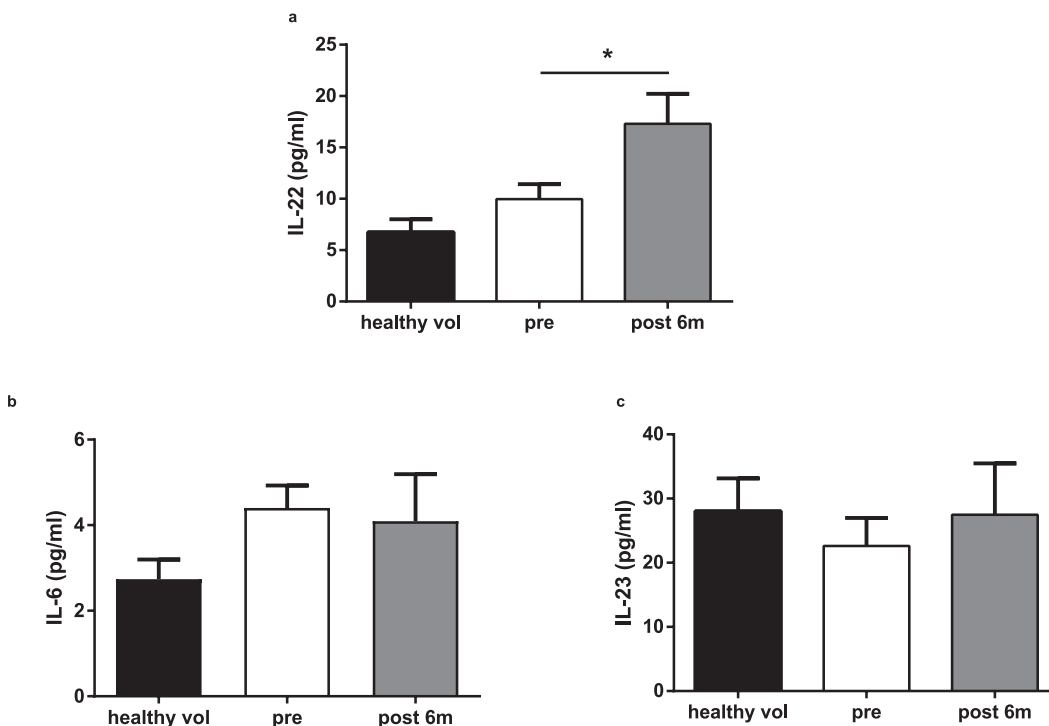 a
25
20
15
10
5
0
IL-22 (pg/ml)
*
healthy vol pre post 6m
b
6
4
2
0
IL-6 (pg/ml)
healthy vol pre post 6m
c
40
30
20
10
0
IL-23 (pg/ml)
healthy vol pre post 6m